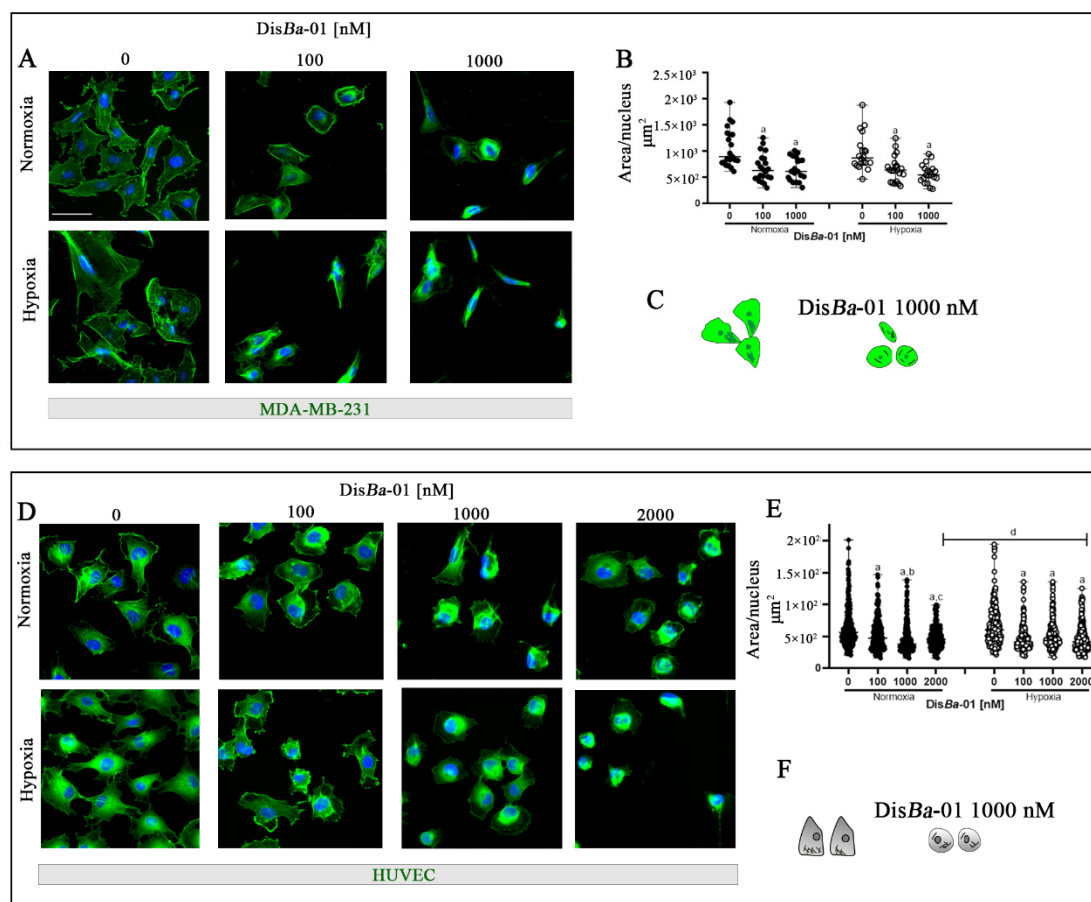 DisBa-01 [nM]
A
0
100
1000
Normoxia
Hypoxia
MDA-MB-231
B
Area/nucleus
µm²
2.5×10³
2×10³
1.5×10³
1×10³
5×10²
0
a
a
a
a
0
100
1000
0
100
1000
Normoxia
Hypoxia
DisBa-01 [nM]
C
DisBa-01 1000 nM
DisBa-01 [nM]
D
0
100
1000
2000
Normoxia
Hypoxia
HUVEC
E
Area/nucleus
µm²
2×10²
1.5×10²
1×10²
5×10²
0
d
a
a,b
a,c
a
a
a
0
100
1000
2000
0
100
1000
2000
Normoxia
Hypoxia
DisBa-01 [nM]
F
DisBa-01 1000 nM